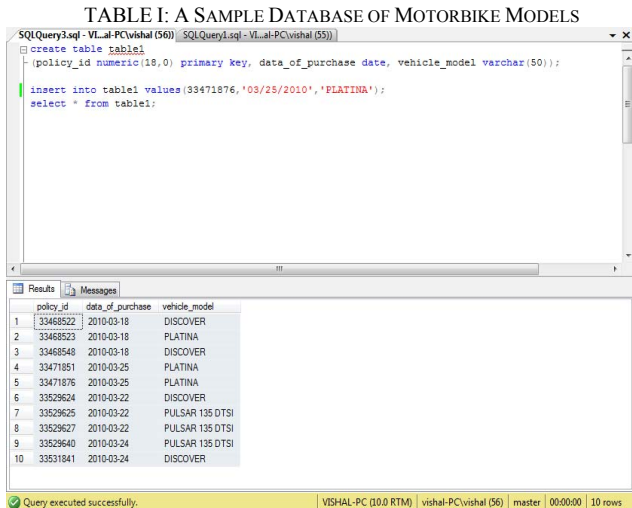 TABLE I: A SAMPLE DATABASE OF MOTORBIKE MODELS
SQLQuery3.sql - VI...al-PC\vishal (56)) SQLQuery1.sql - VI...al-PC\vishal (55))
create table table1
(policy_id numeric(18,0) primary key, data_of_purchase date, vehicle_model varchar(50));
insert into table1 values(33471876,'03/25/2010','PLATINA');
select * from table1;
Results Messages
policy_id data_of_purchase vehicle_model
1 33468522 2010-03-18 DISCOVER
2 33468523 2010-03-18 PLATINA
3 33468548 2010-03-18 DISCOVER
4 33471851 2010-03-25 PLATINA
5 33471876 2010-03-25 PLATINA
6 33529624 2010-03-22 DISCOVER
7 33529625 2010-03-22 PULSAR 135 DTSI
8 33529627 2010-03-22 PULSAR 135 DTSI
9 33529640 2010-03-24 PULSAR 135 DTSI
10 33531841 2010-03-24 DISCOVER
Query executed successfully. VISHAL-PC (10.0 RTM) vishal-PC\vishal (56) master 00:00:00 10 rows